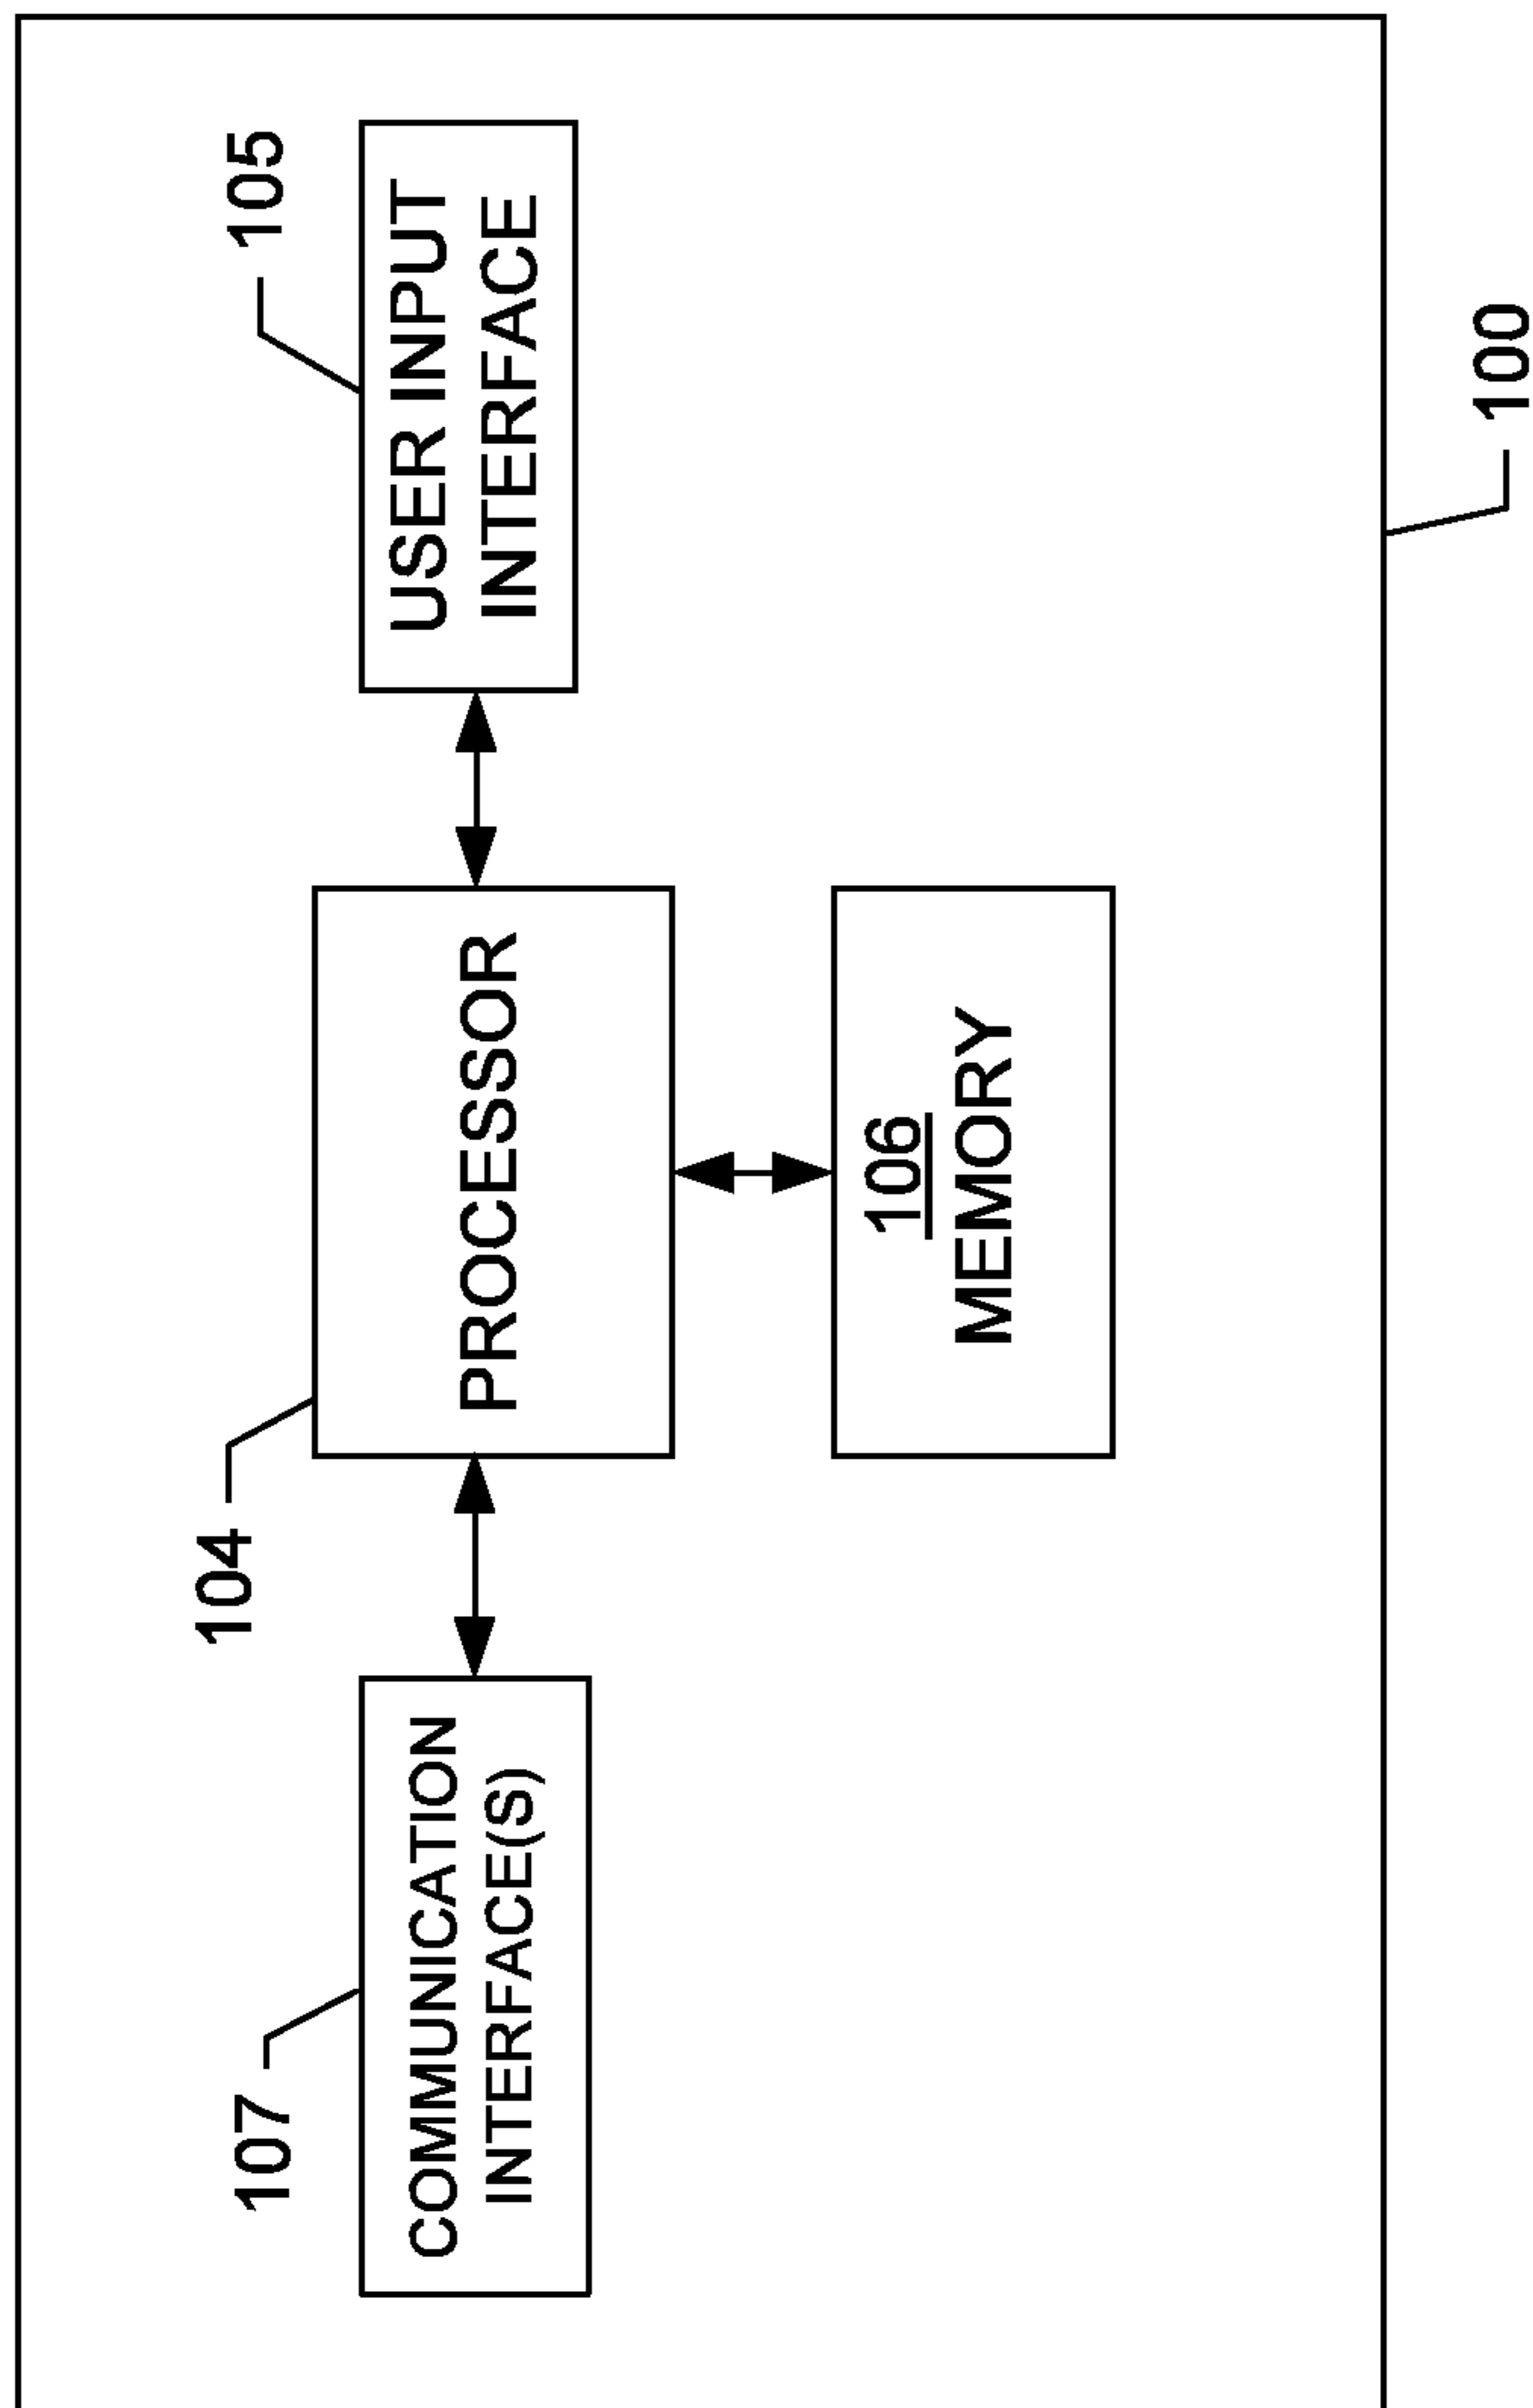 107
COMMUNICATION
INTERFACE(S)
104
PROCESSOR
105
USER INPUT
INTERFACE
106
MEMORY
100